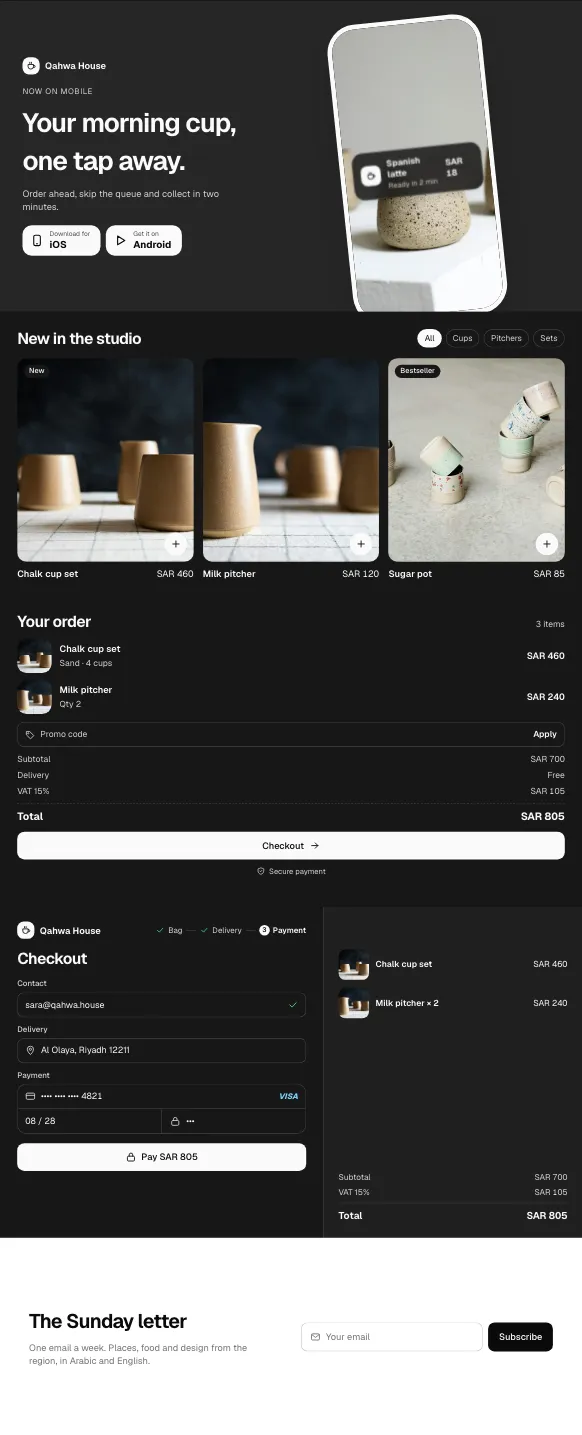 Qahwa House
NOW ON MOBILE
Your morning cup,
one tap away.
Order ahead, skip the queue and collect in two
minutes.
Download for
iOS
Get it on
Android
Spanish
latte
Ready in 2 min
SAR
18
New in the studio
All
Cups
Pitchers
Sets
New
Bestseller
Chalk cup set
SAR 460
Milk pitcher
SAR 120
Sugar pot
SAR 85
Your order
3 items
Chalk cup set
Sand · 4 cups
SAR 460
Milk pitcher
Qty 2
SAR 240
Promo code
Apply
Subtotal
SAR 700
Delivery
Free
VAT 15%
SAR 105
Total
SAR 805
Checkout →
Secure payment
Qahwa House
Bag
Delivery
3 Payment
Checkout
Contact
sara@qahwa.house
Delivery
Al Olaya, Riyadh 12211
Payment
•••• •••• •••• 4821
VISA
08 / 28
•••
Pay SAR 805
Chalk cup set
SAR 460
Milk pitcher × 2
SAR 240
Subtotal
SAR 700
VAT 15%
SAR 105
Total
SAR 805
The Sunday letter
One email a week. Places, food and design from the
region, in Arabic and English.
Your email
Subscribe